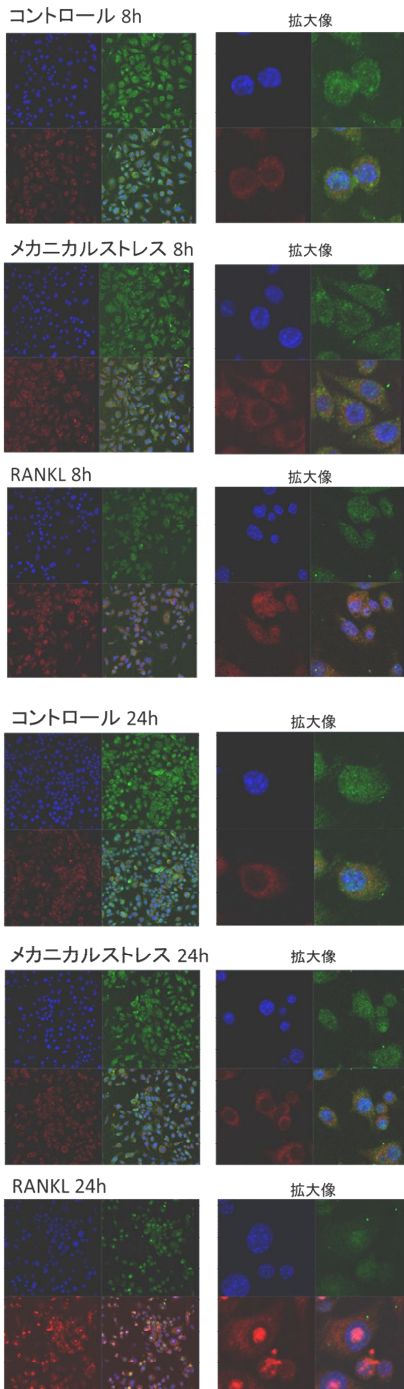 コントロール 8h
拡大像
メカニカルストレス 8h
拡大像
RANKL 8h
拡大像
コントロール 24h
拡大像
メカニカルストレス 24h
拡大像
RANKL 24h
拡大像